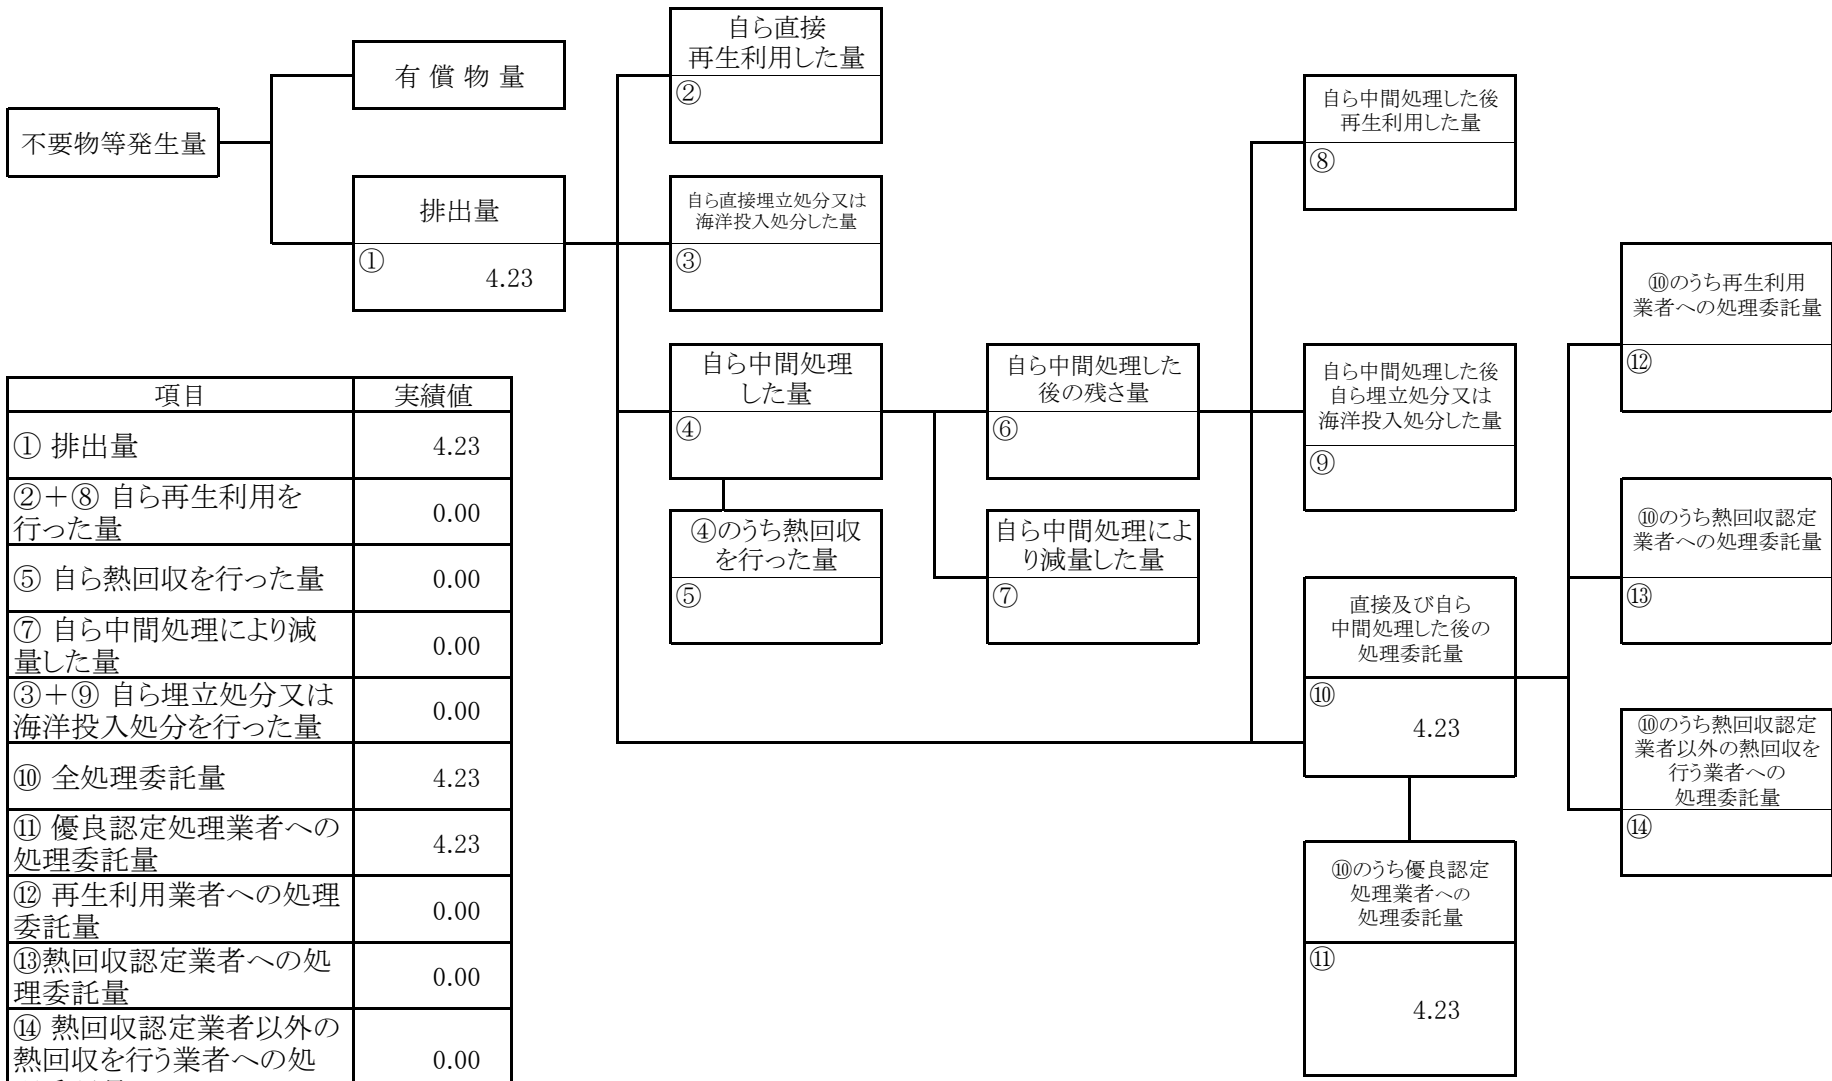 不要物等発生量
有 償 物 量
排出量
①
4.23
自ら直接
再生利用した量
②
自ら直接埋立処分又は
海洋投入処分した量
③
自ら中間処理
した量
④
④のうち熱回収
を行った量
⑤
自ら中間処理した
後の残さ量
⑥
自ら中間処理によ
り減量した量
⑦
自ら中間処理した後
再生利用した量
⑧
自ら中間処理した後
自ら埋立処分又は
海洋投入処分した量
⑨
直接及び自ら
中間処理した後の
処理委託量
⑩
4.23
⑩のうち優良認定
処理業者への
処理委託量
⑪
4.23
⑩のうち再生利用
業者への処理委託量
⑫
⑩のうち熱回収認定
業者への処理委託量
⑬
⑩のうち熱回収認定
業者以外の熱回収を
行う業者への
処理委託量
⑭
項目 実績値
① 排出量 4.23
②＋⑧ 自ら再生利用を
行った量 0.00
⑤ 自ら熱回収を行った量 0.00
⑦ 自ら中間処理により減
量した量 0.00
③＋⑨ 自ら埋立処分又は
海洋投入処分を行った量 0.00
⑩ 全処理委託量 4.23
⑪ 優良認定処理業者への
処理委託量 4.23
⑫ 再生利用業者への処理
委託量 0.00
⑬熱回収認定業者への処
理委託量 0.00
⑭ 熱回収認定業者以外の
熱回収を行う業者への処 0.00